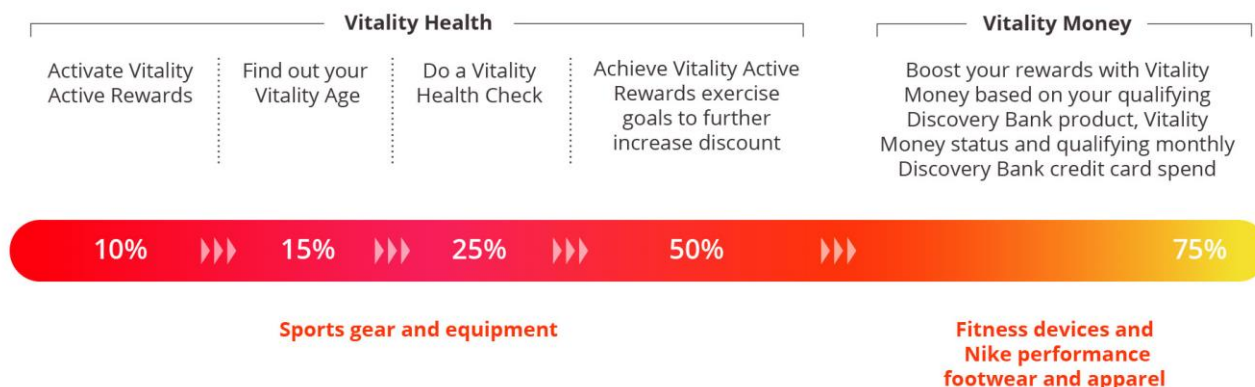 Vitality Health
Activate Vitality
Active Rewards
Find out your
Vitality Age
Do a Vitality
Health Check
Achieve Vitality Active
Rewards exercise
goals to further
increase discount
Vitality Money
Boost your rewards with Vitality
Money based on your qualifying
Discovery Bank product, Vitality
Money status and qualifying monthly
Discovery Bank credit card spend
10%
15%
25%
50%
75%
Sports gear and equipment
Fitness devices and
Nike performance
footwear and apparel